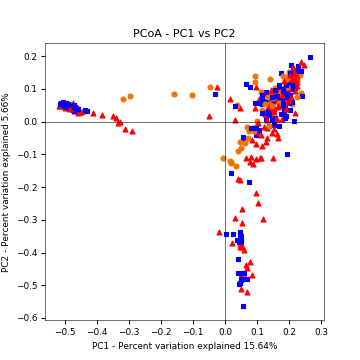 PCoA - PC1 vs PC2
0.2
0.1
0.0
−0.1
−0.2
−0.3
−0.4
−0.5
−0.6
PC2 - Percent variation explained 5.66%
−0.5 −0.4 −0.3 −0.2 −0.1 0.0 0.1 0.2 0.3
PC1 - Percent variation explained 15.64%